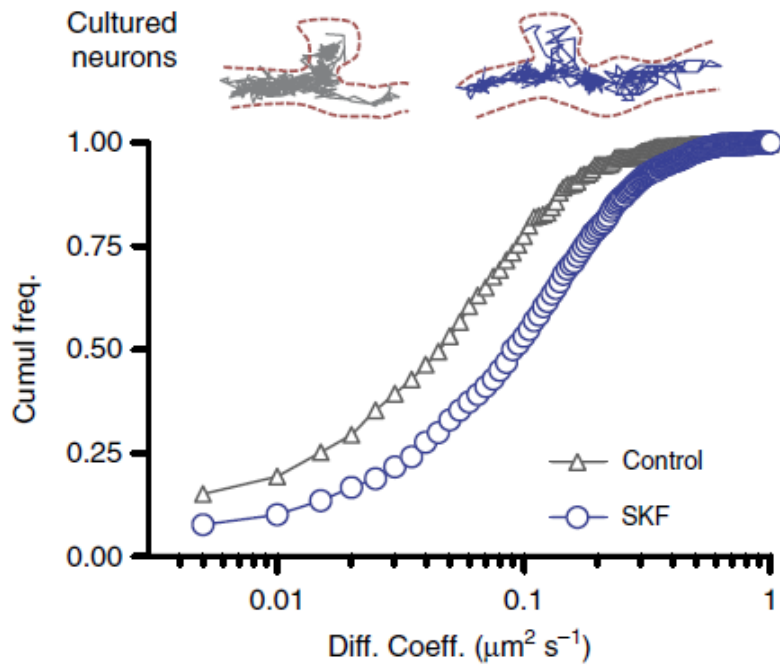 Cultured
neurons
1.00
0.75
0.50
0.25
0.00
Cumul freq.
Control
SKF
0.01
0.1
1
Diff. Coeff. (μm² s⁻¹)